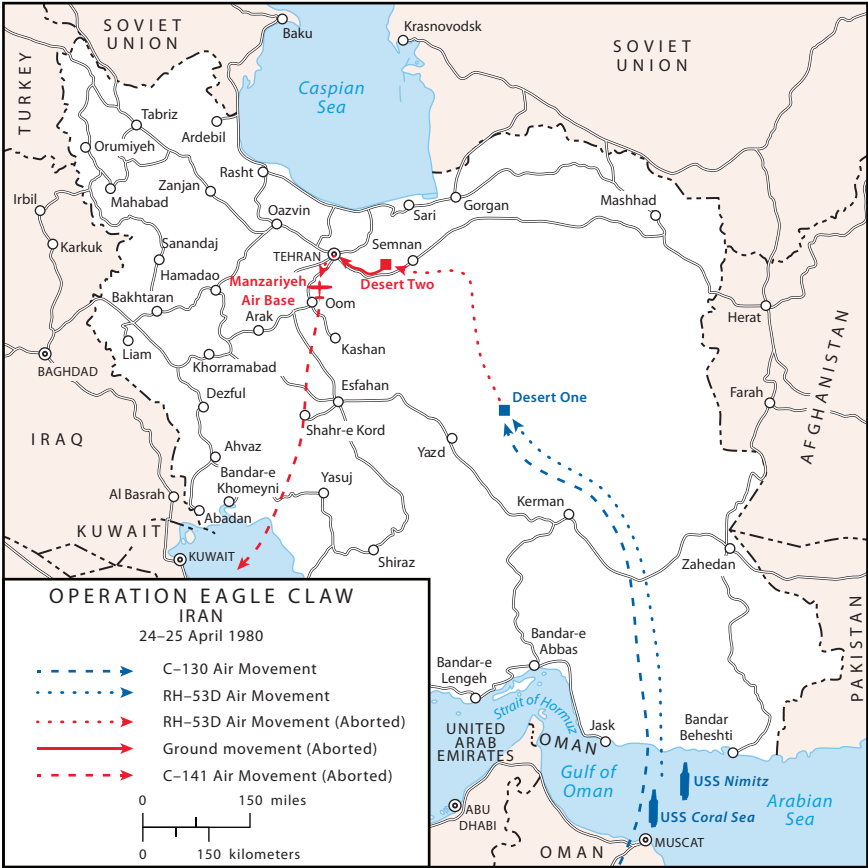 SOVIET
UNION
Baku
Krasnovodsk
SOVIET
UNION
TURKEY
Caspian
Sea
Tabriz
Ardebil
Orumiyeh
Rasht
Zanjan
Mahabad
Irbil
Sari
Gorgan
Mashhad
Oazvin
Karkuk
Sanandaj
TEHRAN
Semnan
Hamadao
Manzariyeh
Air Base
Desert Two
Bakhtaran
Oom
Arak
Herat
Liam
Kashan
BAGHDAD
Khorramabad
AFGHANISTAN
Dezful
Esfahan
Desert One
Farah
Shahr-e Kord
IRAQ
Ahvaz
Yazd
Bandar-e
Khomeyni
Yasuj
Al Basrah
Kerman
Abadan
KUWAIT
KUWAIT
Shiraz
Zahedan
PAKISTAN
OPERATION EAGLE CLAW
IRAN
24–25 April 1980
C–130 Air Movement
RH–53D Air Movement
RH–53D Air Movement (Aborted)
Ground movement (Aborted)
C–141 Air Movement (Aborted)
0
150 miles
0
150 kilometers
Bandar-e
Abbas
Bandar-e
Lengeh
Strait of Hormuz
Jask
Bandar
Beheshti
UNITED
ARAB
EMIRATES
OMAN
Gulf of
Oman
USS Nimitz
USS Coral Sea
Arabian
Sea
ABU
DHABI
MUSCAT
OMAN